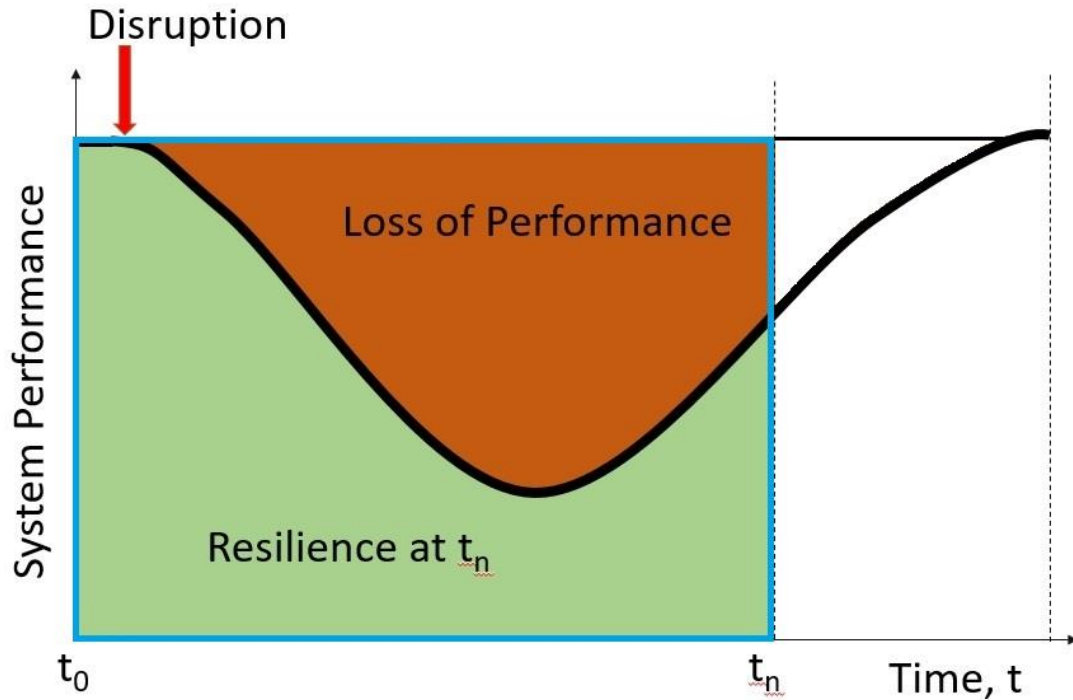 Disruption
System Performance
Loss of Performance
Resilience at tₙ
t₀
tₙ
Time, t